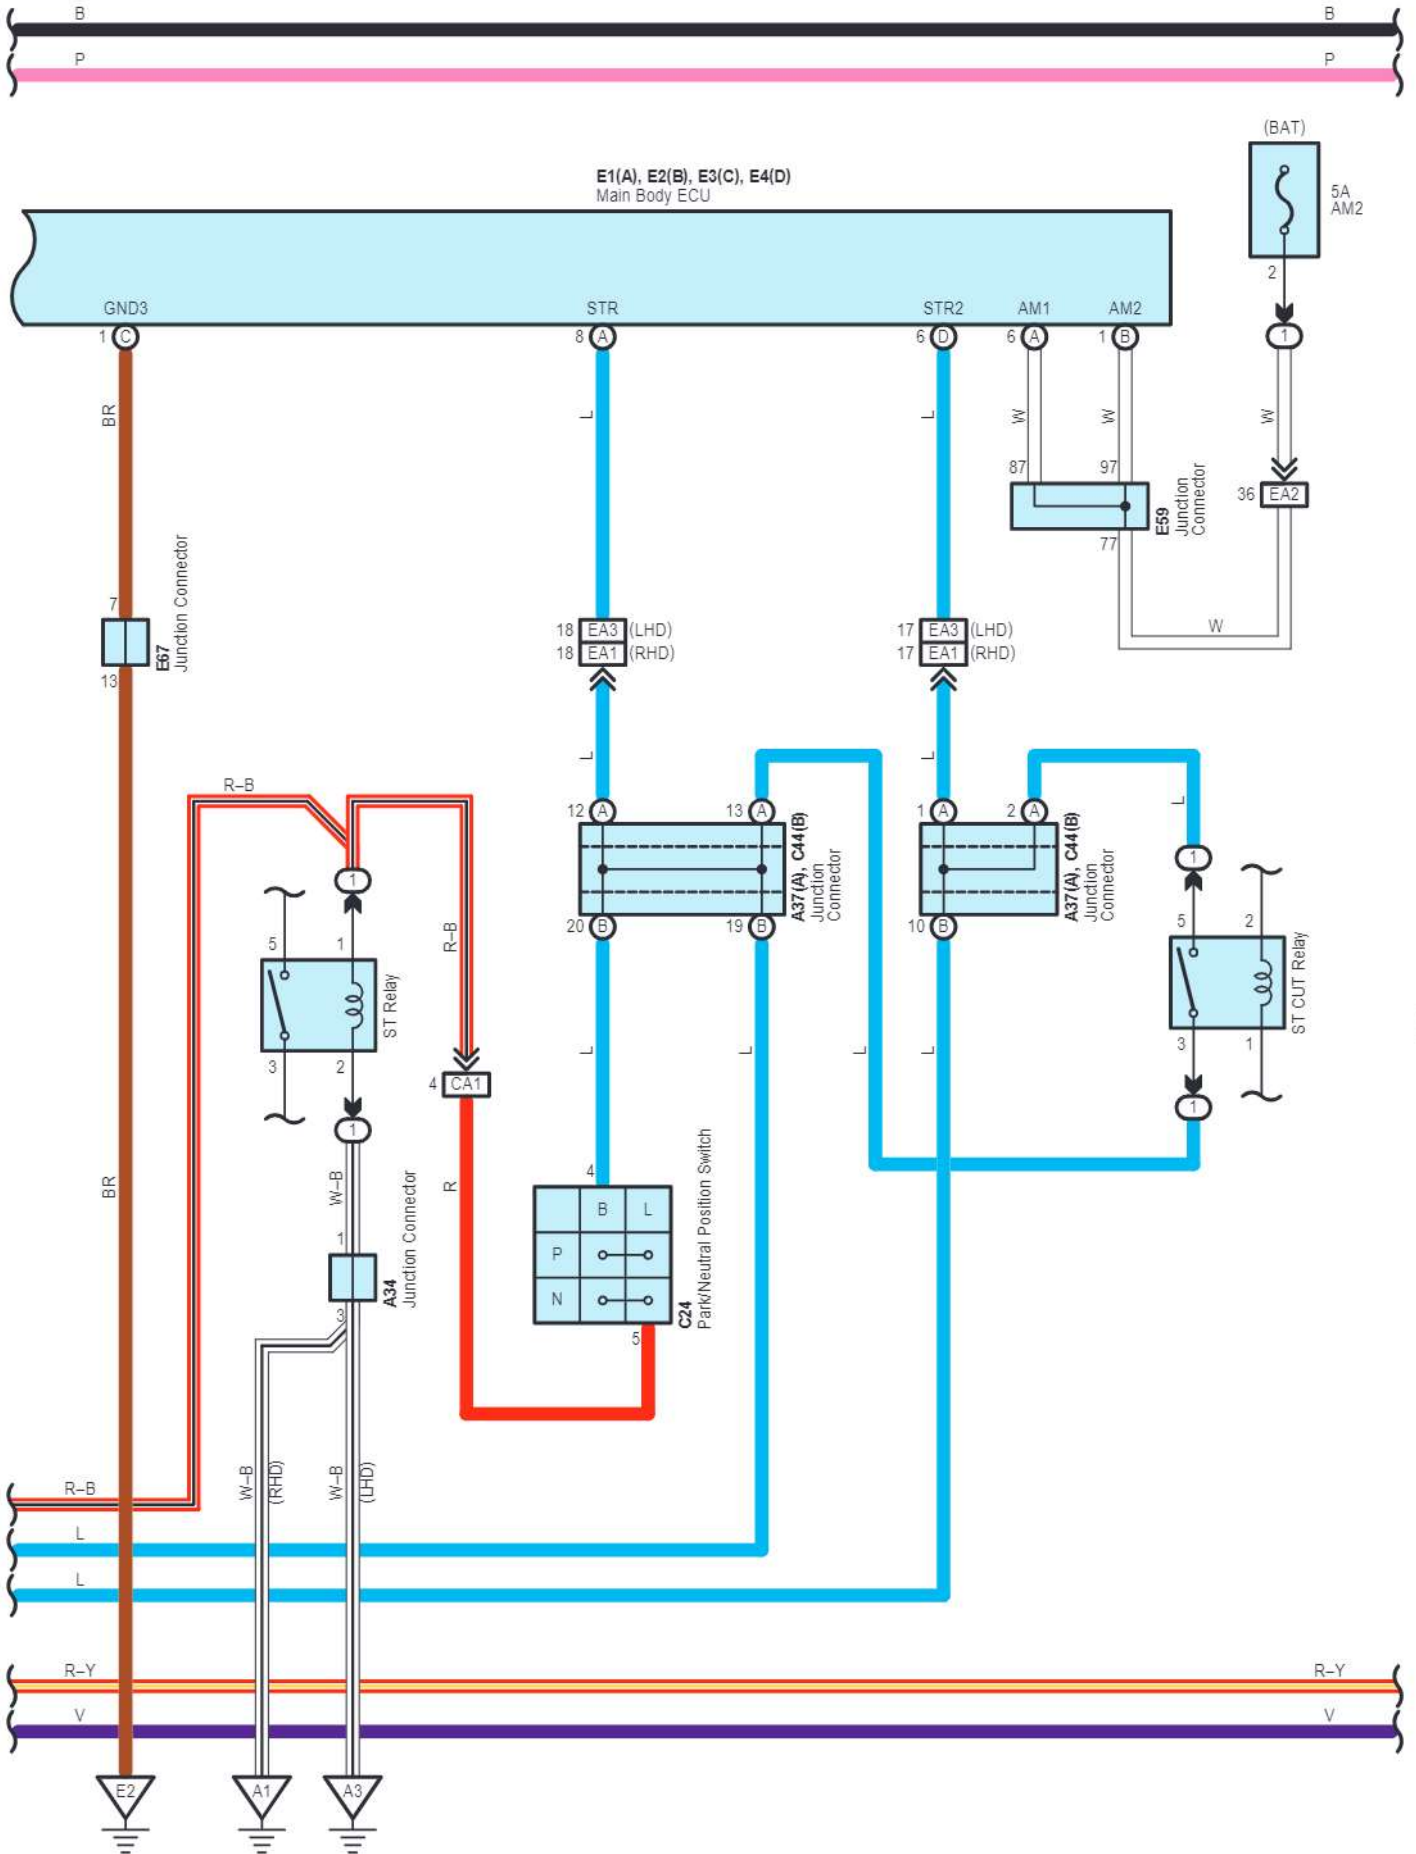 B B
P P
(BAT)
5A
AM2
2
1
E1(A), E2(B), E3(C), E4(D)
Main Body ECU
GND3 STR STR2 AM1 AM2
1 C 8 A 6 D 6 A 1 B
BR L L W W W
87 97
36 EA2
E59
Junction
Connector
77
W
7
E67
Junction Connector
13
18 EA3 (LHD)
18 EA1 (RHD)
17 EA3 (LHD)
17 EA1 (RHD)
L L
R–B
L
12 A 13 A 1 A 2 A
A37(A), C44(B)
Junction
Connector
A37(A), C44(B)
Junction
Connector
1
1
20 B 19 B 10 B
R–B
5 1
5 2
ST Relay
ST CUT Relay
3 2
3 1
L L L L
4 CA1
1
1
BR
W–B
R
4
B L
P
N
C24
Park/Neutral Position Switch
5
1
A34
Junction Connector
3
W–B
(RHD)
W–B
(LHD)
R–B
L
L
R–Y R–Y
V V
E2 A1 A3